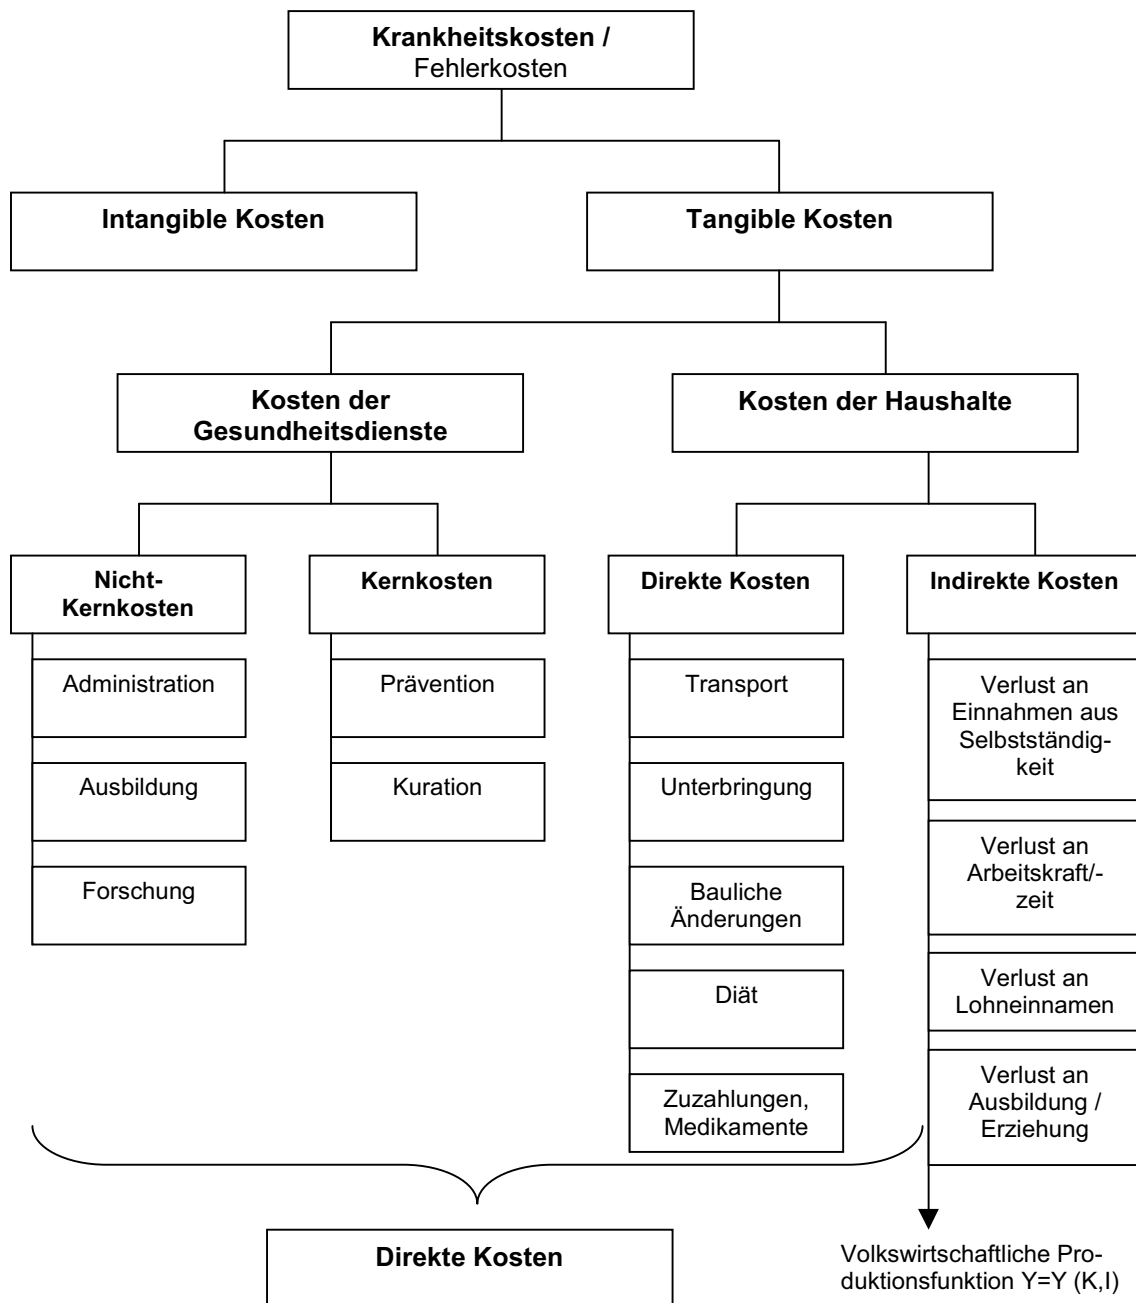 Krankheitskosten /
Fehlerkosten
Intangible Kosten
Tangible Kosten
Kosten der
Gesundheitsdienste
Kosten der Haushalte
Nicht-
Kernkosten
Kernkosten
Direkte Kosten
Indirekte Kosten
Administration
Ausbildung
Forschung
Prävention
Kuration
Transport
Unterbringung
Bauliche
Änderungen
Diät
Zuzahlungen,
Medikamente
Verlust an
Einnahmen aus
Selbstständig-
keit
Verlust an
Arbeitskraft/-
zeit
Verlust an
Lohneinnamen
Verlust an
Ausbildung /
Erziehung
Direkte Kosten
Volkswirtschaftliche Pro-
duktionsfunktion Y=Y (K,I)